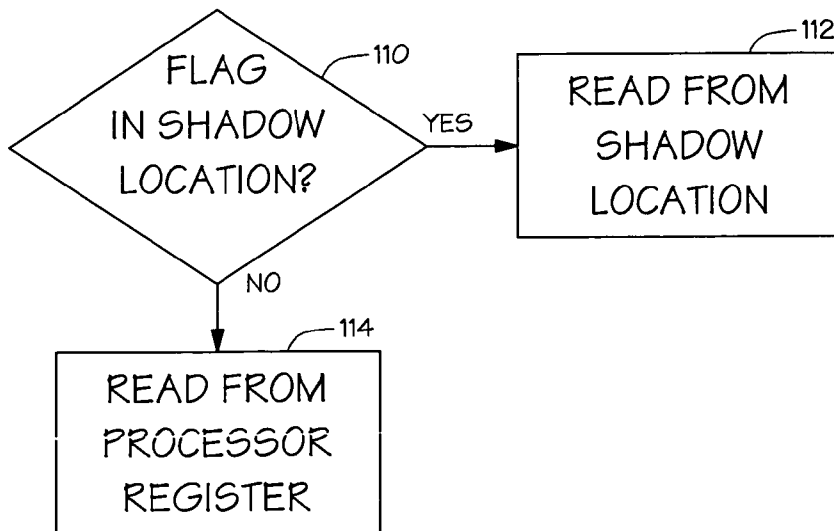 110
FLAG
IN SHADOW
LOCATION?
YES
112
READ FROM
SHADOW
LOCATION
NO
114
READ FROM
PROCESSOR
REGISTER